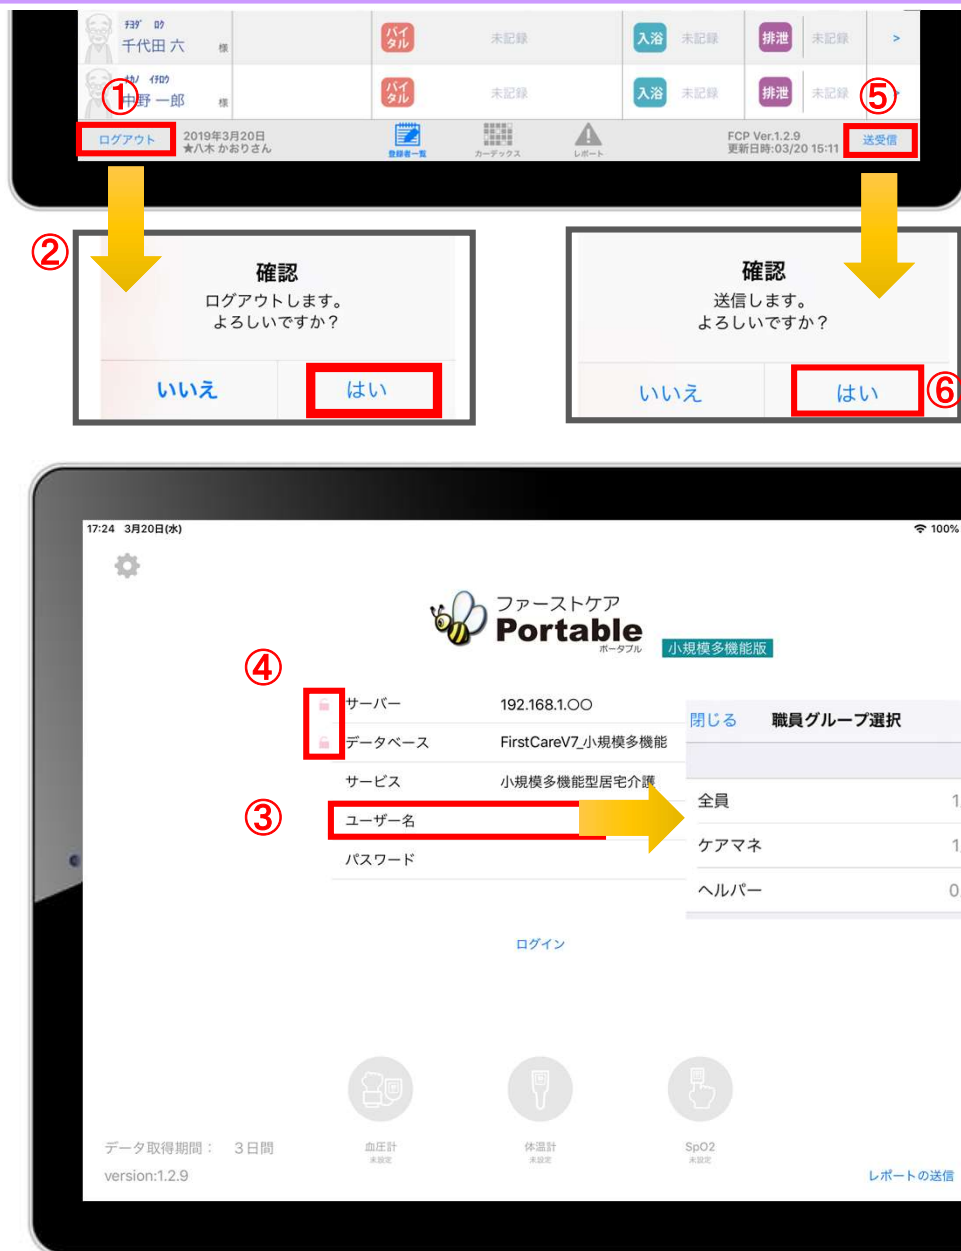 ﾁﾖﾀﾞ ﾛｸ
千代田 六 様
バイタル
未記録
入浴 未記録
排泄 未記録 >
ﾅｶﾉ ｲﾁﾛｳ
中野 一郎 様
バイタル
未記録
入浴 未記録
排泄 未記録
①
⑤
ログアウト
2019年3月20日
★八木 かおりさん
登録者一覧
カーデックス
レポート
FCP Ver.1.2.9
更新日時:03/20 15:11
送受信
②
確認
ログアウトします。
よろしいですか？
いいえ はい
確認
送信します。
よろしいですか？
いいえ はい
⑥
17:24 3月20日(水)
100%
ファーストケア
Portable
ポータブル
小規模多機能版
④
サーバー 192.168.1.〇〇
データベース FirstCareV7_小規模多機能
サービス 小規模多機能型居宅介護
③
ユーザー名
パスワード
ログイン
閉じる 職員グループ選択
全員 1
ケアマネ 1
ヘルパー 0
血圧計
未設定
体温計
未設定
SpO2
未設定
データ取得期間： 3日間
version:1.2.9
レポートの送信